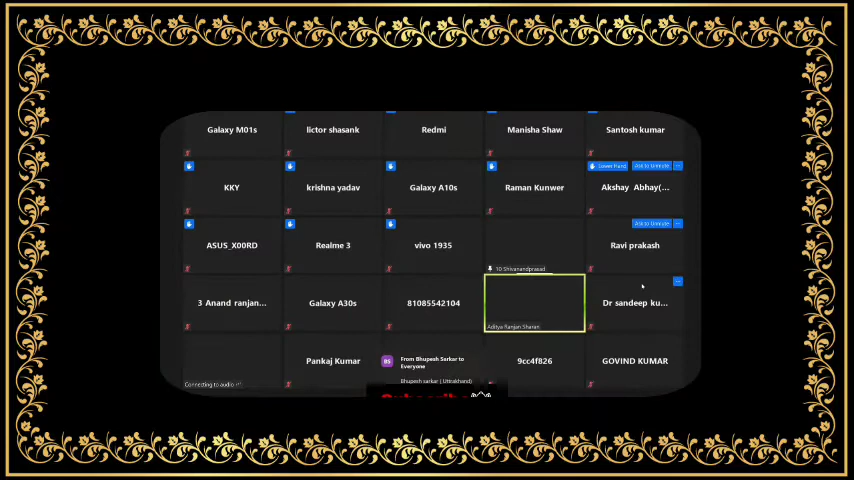 Galaxy M01s
lictor shasank
Redmi
Manisha Shaw
Santosh kumar
Lower Hand
Ask to Unmute
KKY
krishna yadav
Galaxy A10s
Raman Kunwer
Akshay Abhay(...
Ask to Unmute
ASUS_X00RD
Realme 3
vivo 1935
10 Shivanandprasad
Ravi prakash
3 Anand ranjan...
Galaxy A30s
81085542104
Aditya Ranjan Sharan
Dr sandeep ku...
Connecting to audio
Pankaj Kumar
BS
From Bhupesh Sarkar to
Everyone
Bhupesh sarkar ( Uttrakhand)
9cc4f826
GOVIND KUMAR